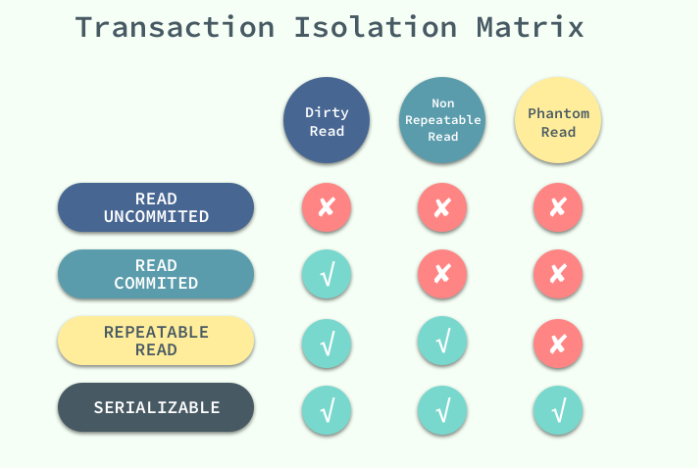 Transaction Isolation Matrix
Dirty
Read
Non
Repeatable
Read
Phantom
Read
READ
UNCOMMITED
✘ ✘ ✘
READ
COMMITED
√ ✘ ✘
REPEATABLE
READ
√ √ ✘
SERIALIZABLE
√ √ √